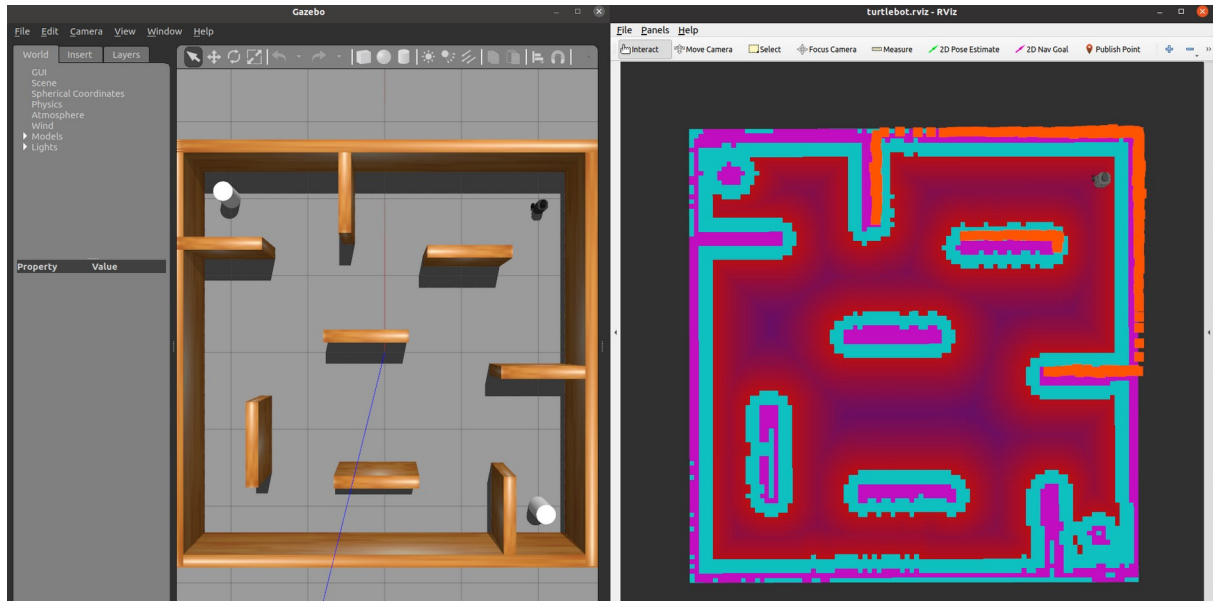 Gazebo
File Edit Camera View Window Help
World Insert Layers
GUI
Scene
Spherical Coordinates
Physics
Atmosphere
Wind
Models
Lights
Property Value
turtlebot.rviz - RViz
File Panels Help
Interact Move Camera Select Focus Camera Measure 2D Pose Estimate 2D Nav Goal Publish Point